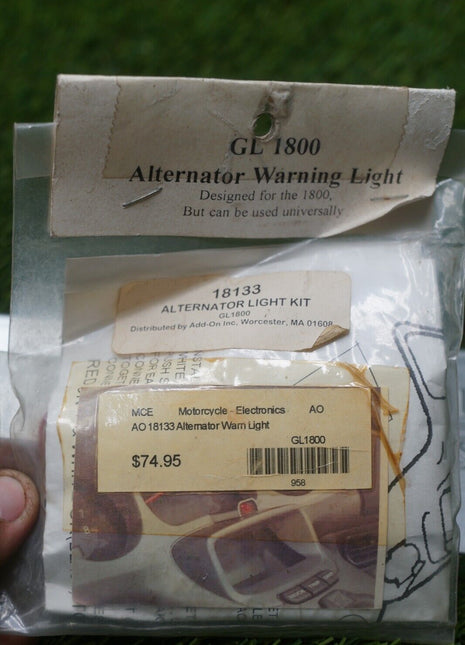 GL 1800
Alternator Warning Light
Designed for the 1800,
But can be used universally
18133
ALTERNATOR LIGHT KIT
GL1800
Distributed by Add-On Inc, Worcester, MA 01608
MCE Motorcycle Electronics AO
AO 18133 Alternator Warn Light
GL1800
$74.95
958